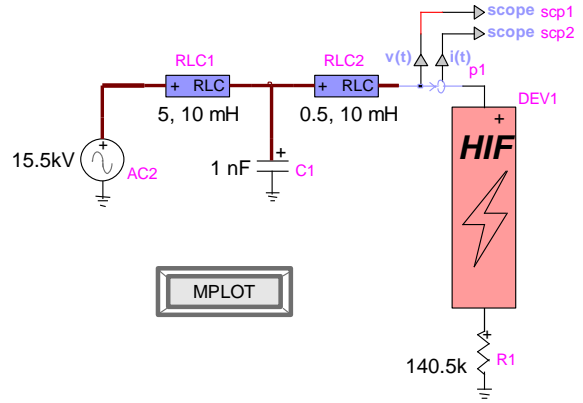 scope scp1
scope scp2
v(t) i(t)
p1
RLC1
RLC2
+ RLC
+ RLC
DEV1
5, 10 mH
0.5, 10 mH
+
HIF
+
15.5kV
AC2
+
1 nF
C1
MPLOT
+
R1
140.5k